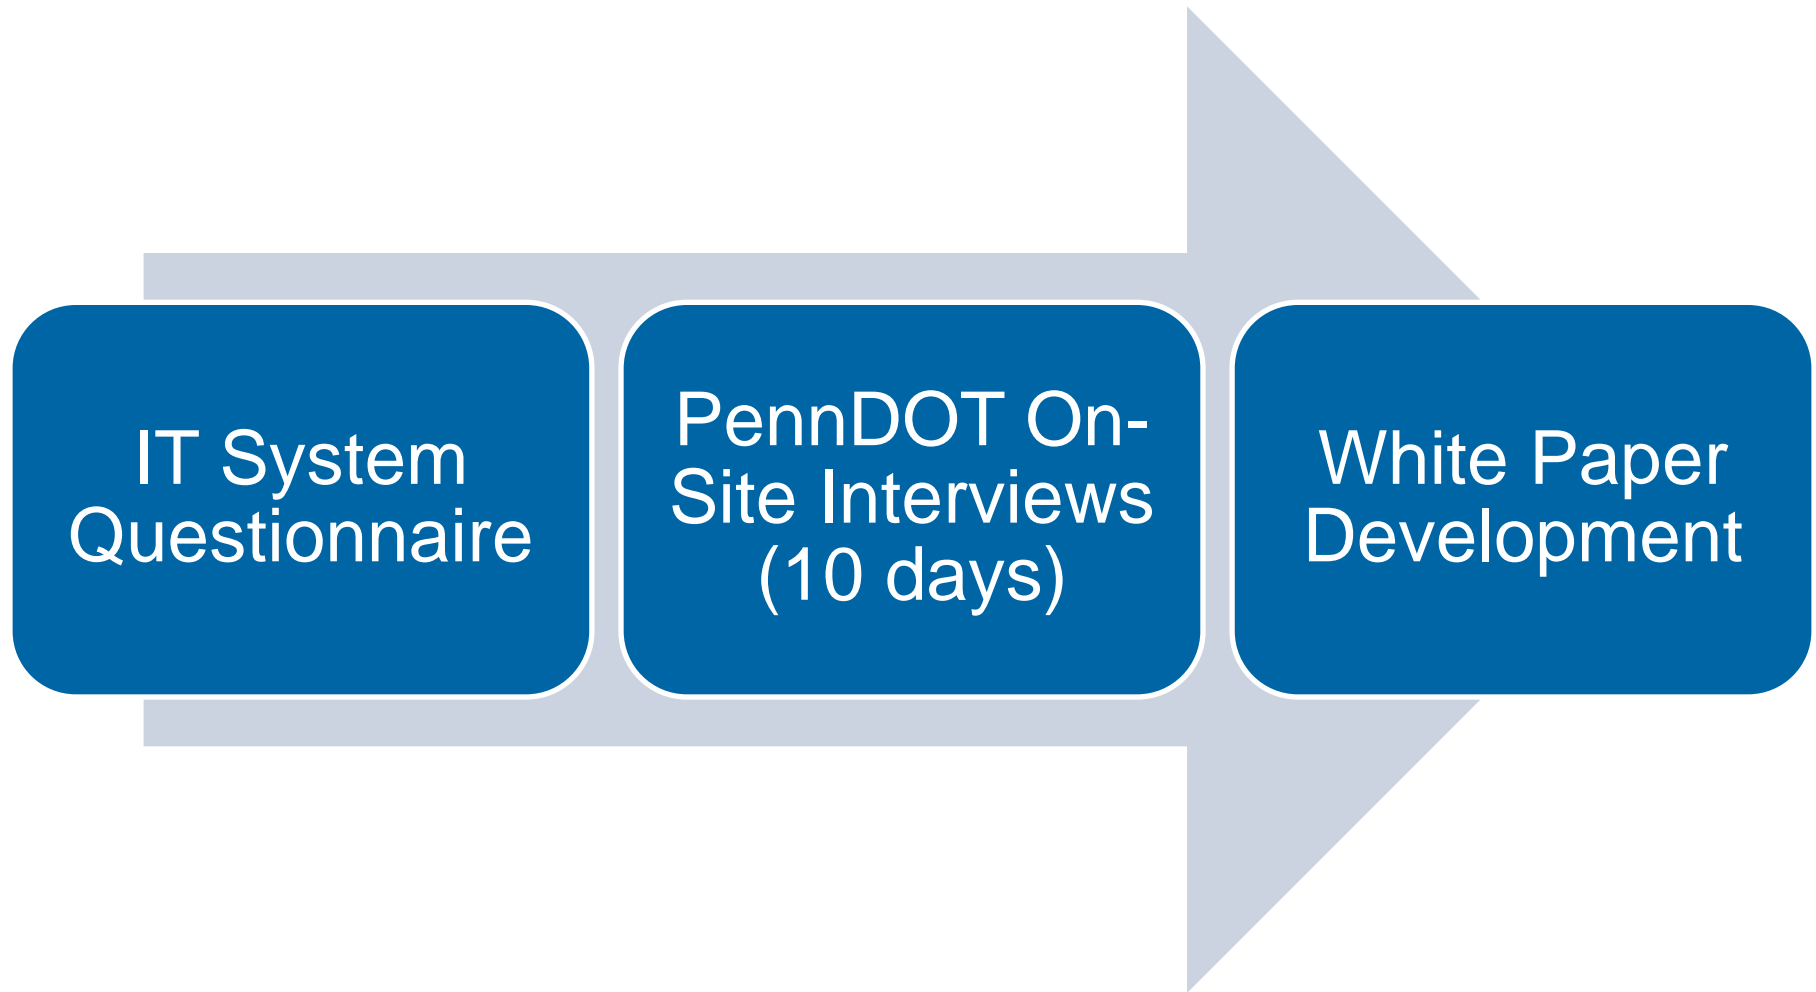 IT System
Questionnaire
PennDOT On-
Site Interviews
(10 days)
White Paper
Development